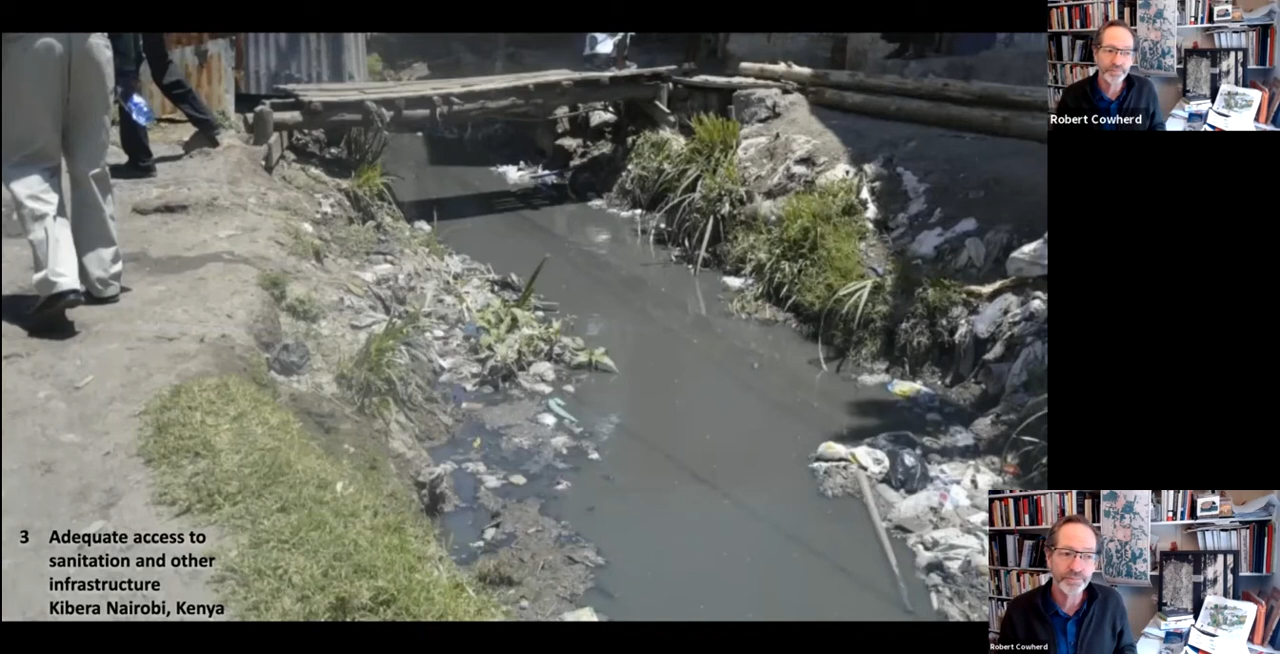 Robert Cowherd
3 Adequate access to
sanitation and other
infrastructure
Kibera Nairobi, Kenya
Robert Cowherd